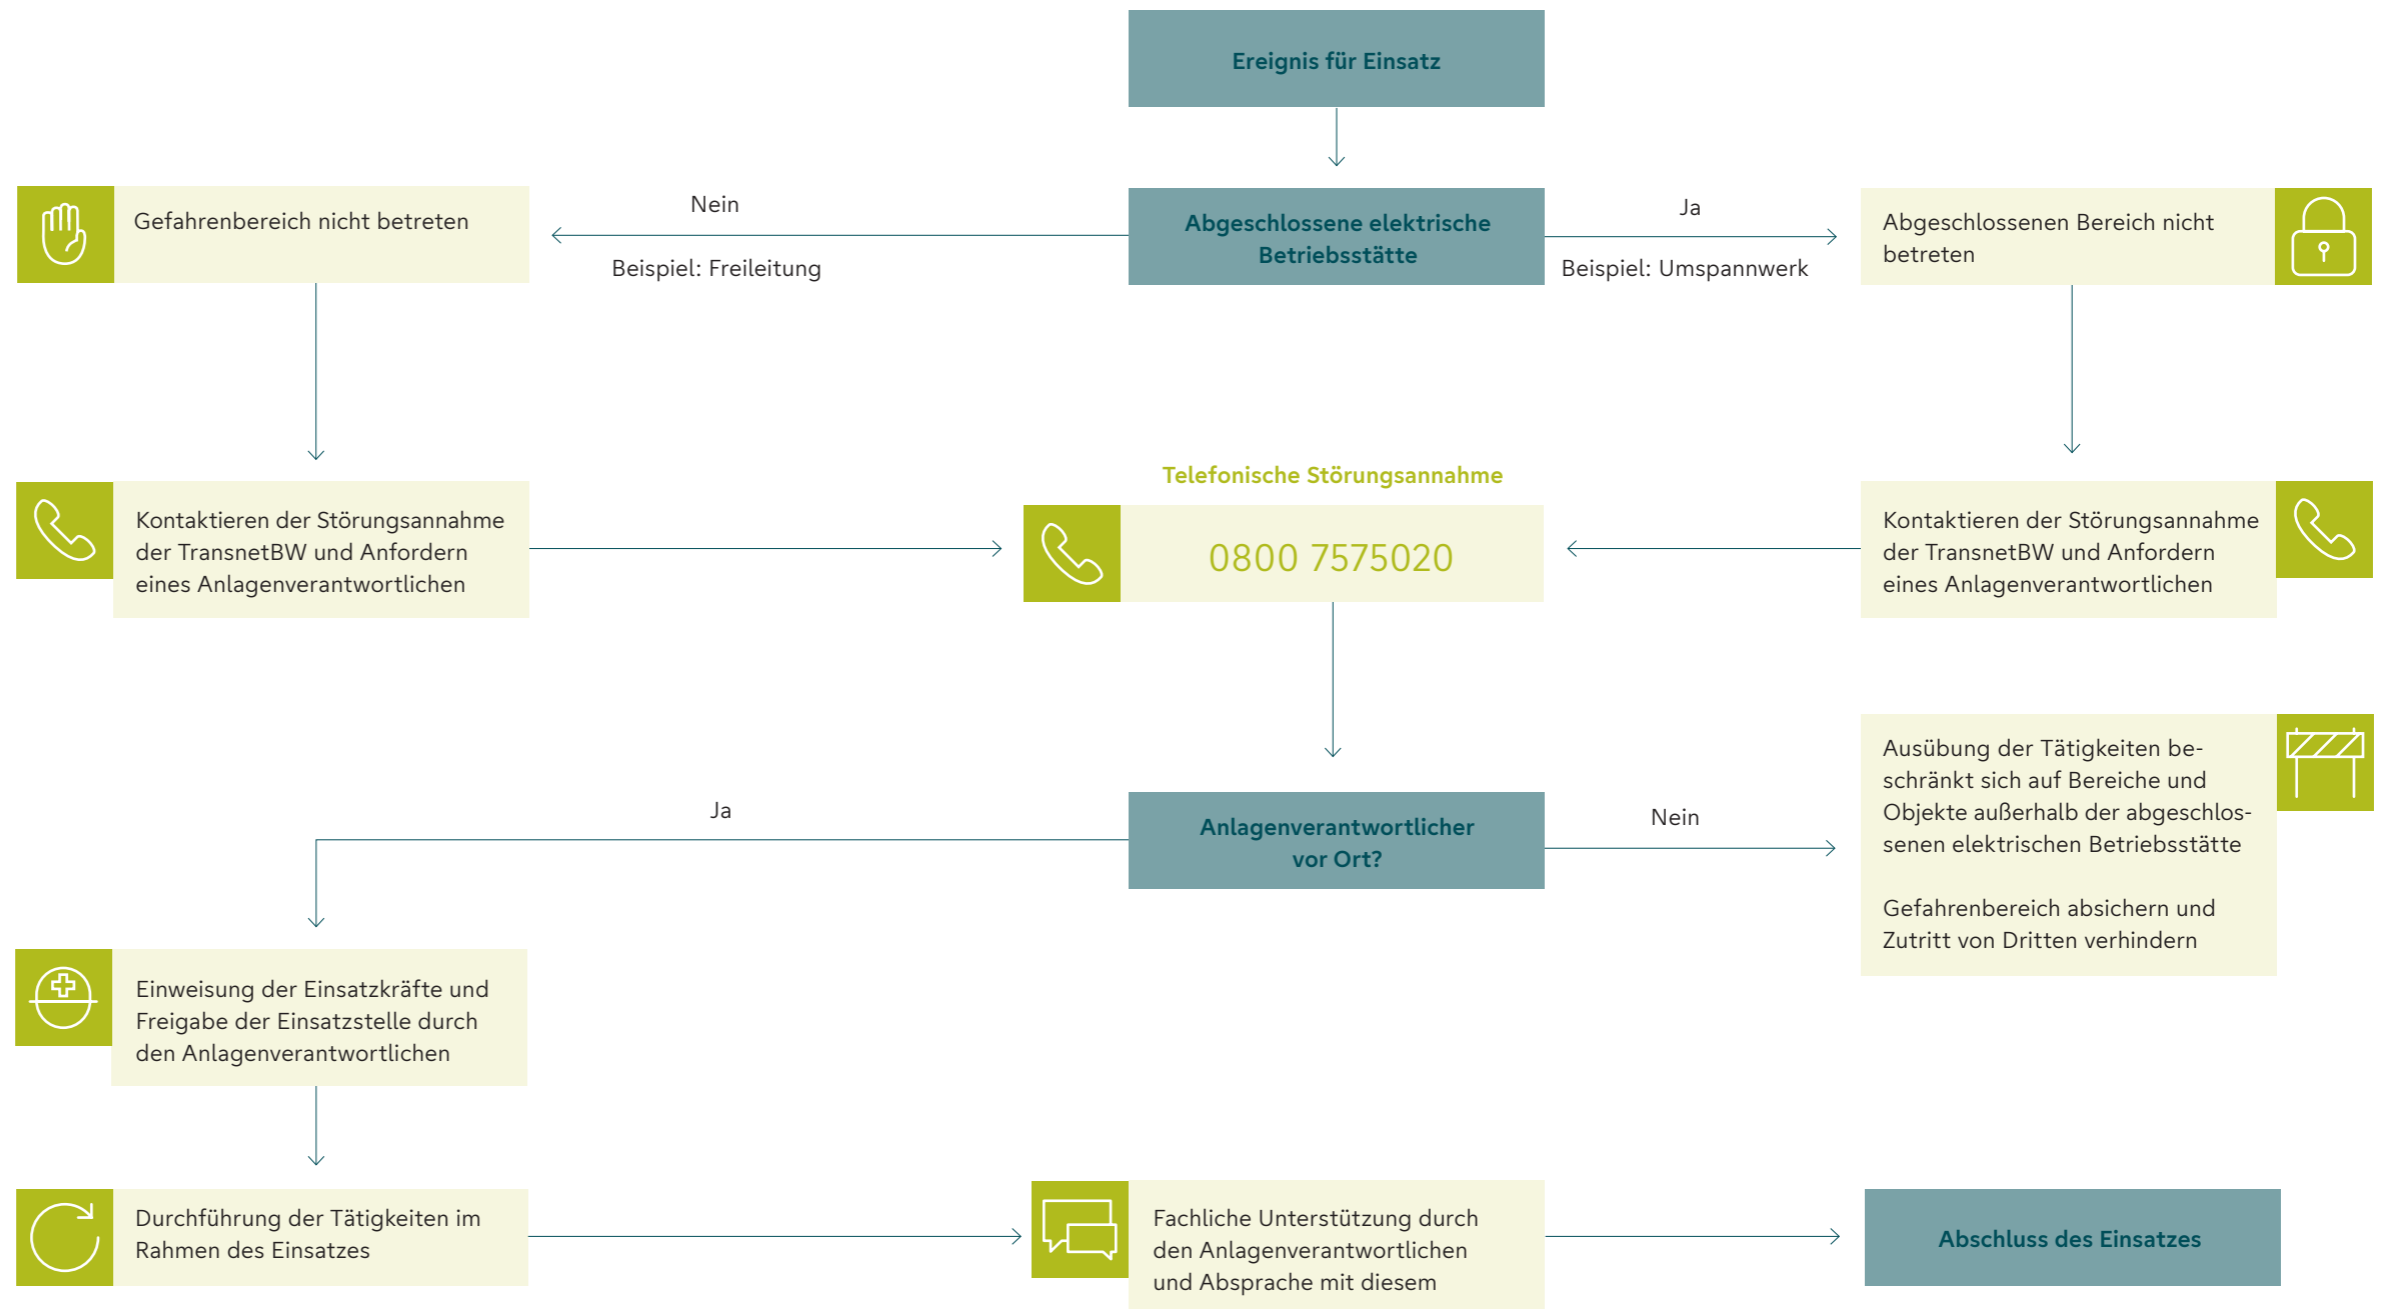 Ereignis für Einsatz
Gefahrenbereich nicht betreten
Nein
Beispiel: Freileitung
Abgeschlossene elektrische
Betriebsstätte
Ja
Beispiel: Umspannwerk
Abgeschlossenen Bereich nicht
betreten
Kontaktieren der Störungsannahme
der TransnetBW und Anfordern
eines Anlagenverantwortlichen
Telefonische Störungsannahme
0800 7575020
Kontaktieren der Störungsannahme
der TransnetBW und Anfordern
eines Anlagenverantwortlichen
Ja
Anlagenverantwortlicher
vor Ort?
Nein
Ausübung der Tätigkeiten be-
schränkt sich auf Bereiche und
Objekte außerhalb der abgeschlos-
senen elektrischen Betriebsstätte
Gefahrenbereich absichern und
Zutritt von Dritten verhindern
Einweisung der Einsatzkräfte und
Freigabe der Einsatzstelle durch
den Anlagenverantwortlichen
Durchführung der Tätigkeiten im
Rahmen des Einsatzes
Fachliche Unterstützung durch
den Anlagenverantwortlichen
und Absprache mit diesem
Abschluss des Einsatzes